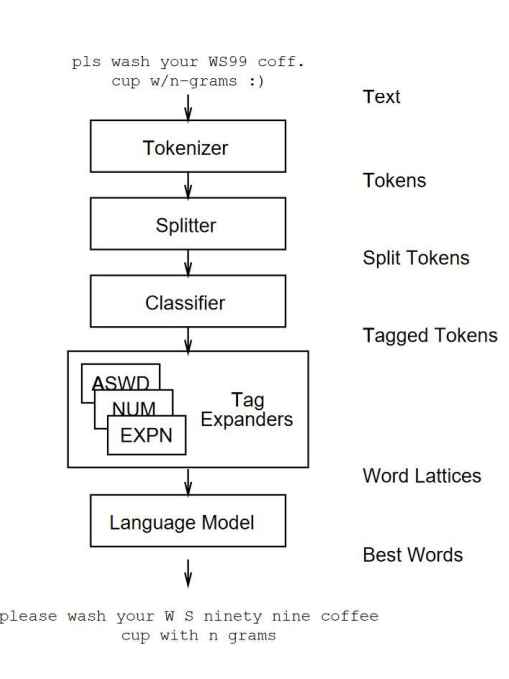 pls wash your WS99 coff.
cup w/n-grams :)
Text
Tokenizer
Tokens
Splitter
Split Tokens
Classifier
Tagged Tokens
ASWD
NUM
EXPN
Tag
Expanders
Word Lattices
Language Model
Best Words
please wash your W S ninety nine coffee
cup with n grams